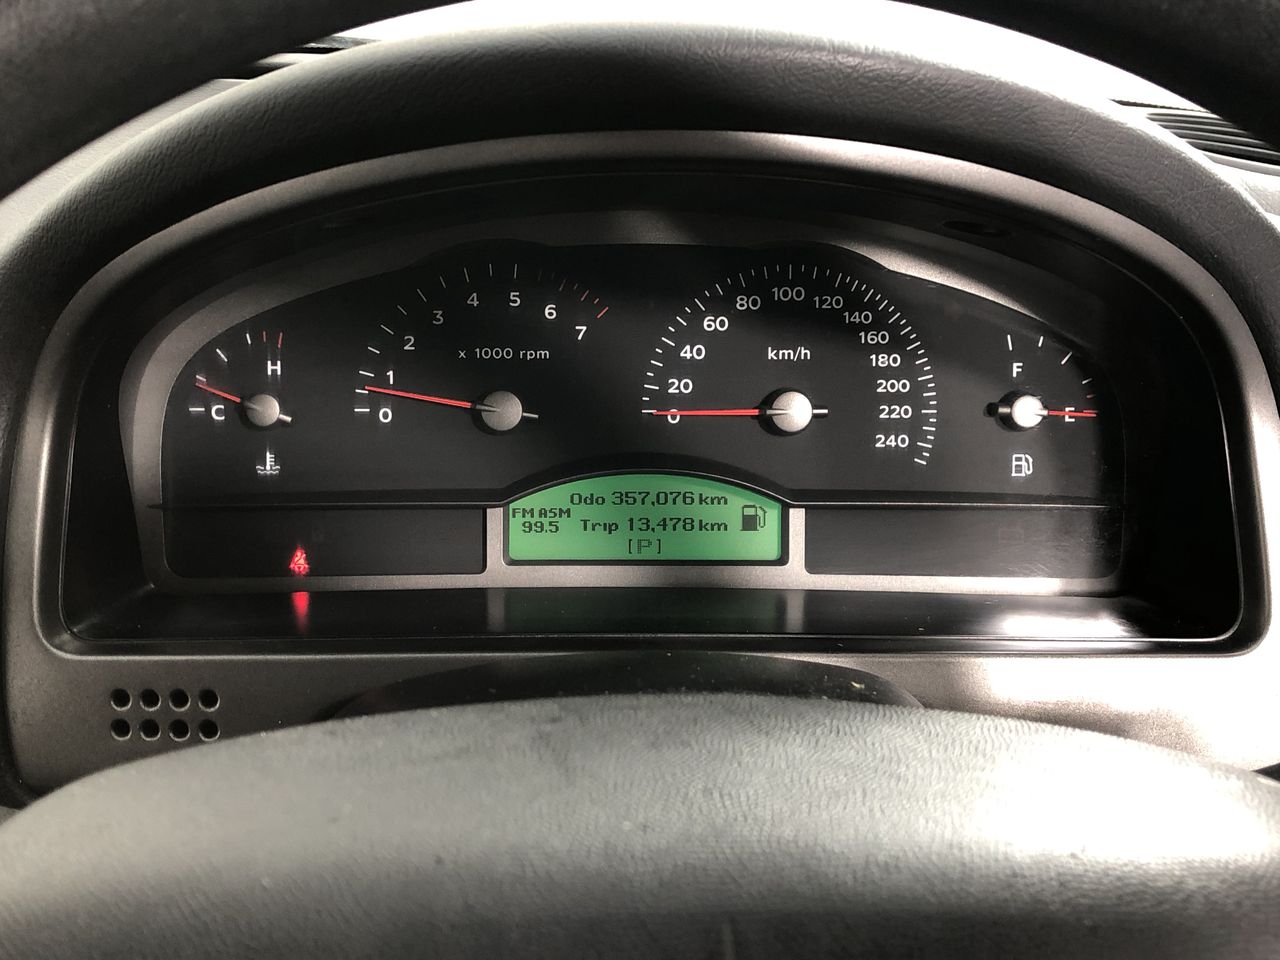 H
C
4 5
3 6
2 7
x 1000 rpm
1
0
100
80 120
60 140
km/h 160
40 180
20 200
0 220
240
F
E
Odo 357,076 km
FM ASM
99.5 Trip 13,478 km
[P]